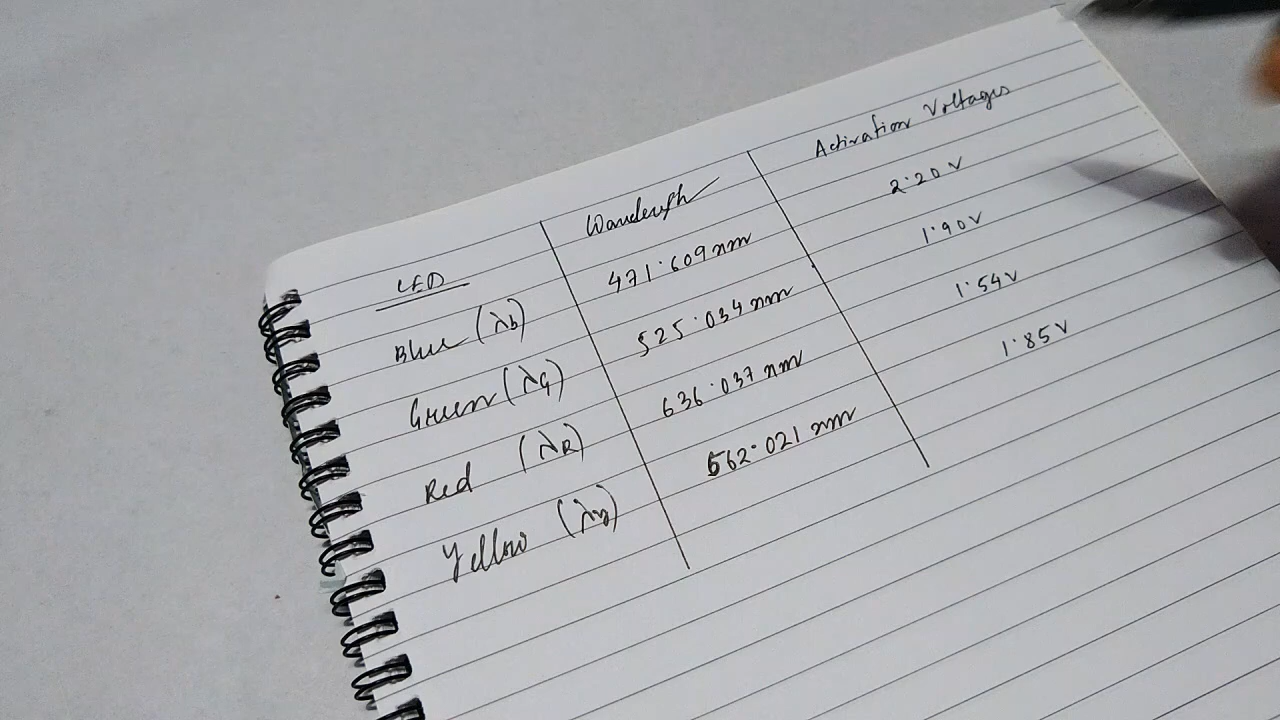 LED Wavelength Activation Voltages
Blue (λb) 471.609 nm 2.20 V
Green (λG) 525.034 nm 1.90 V
Red (λR) 636.037 nm 1.54 V
Yellow (λy) 562.021 nm 1.85 V